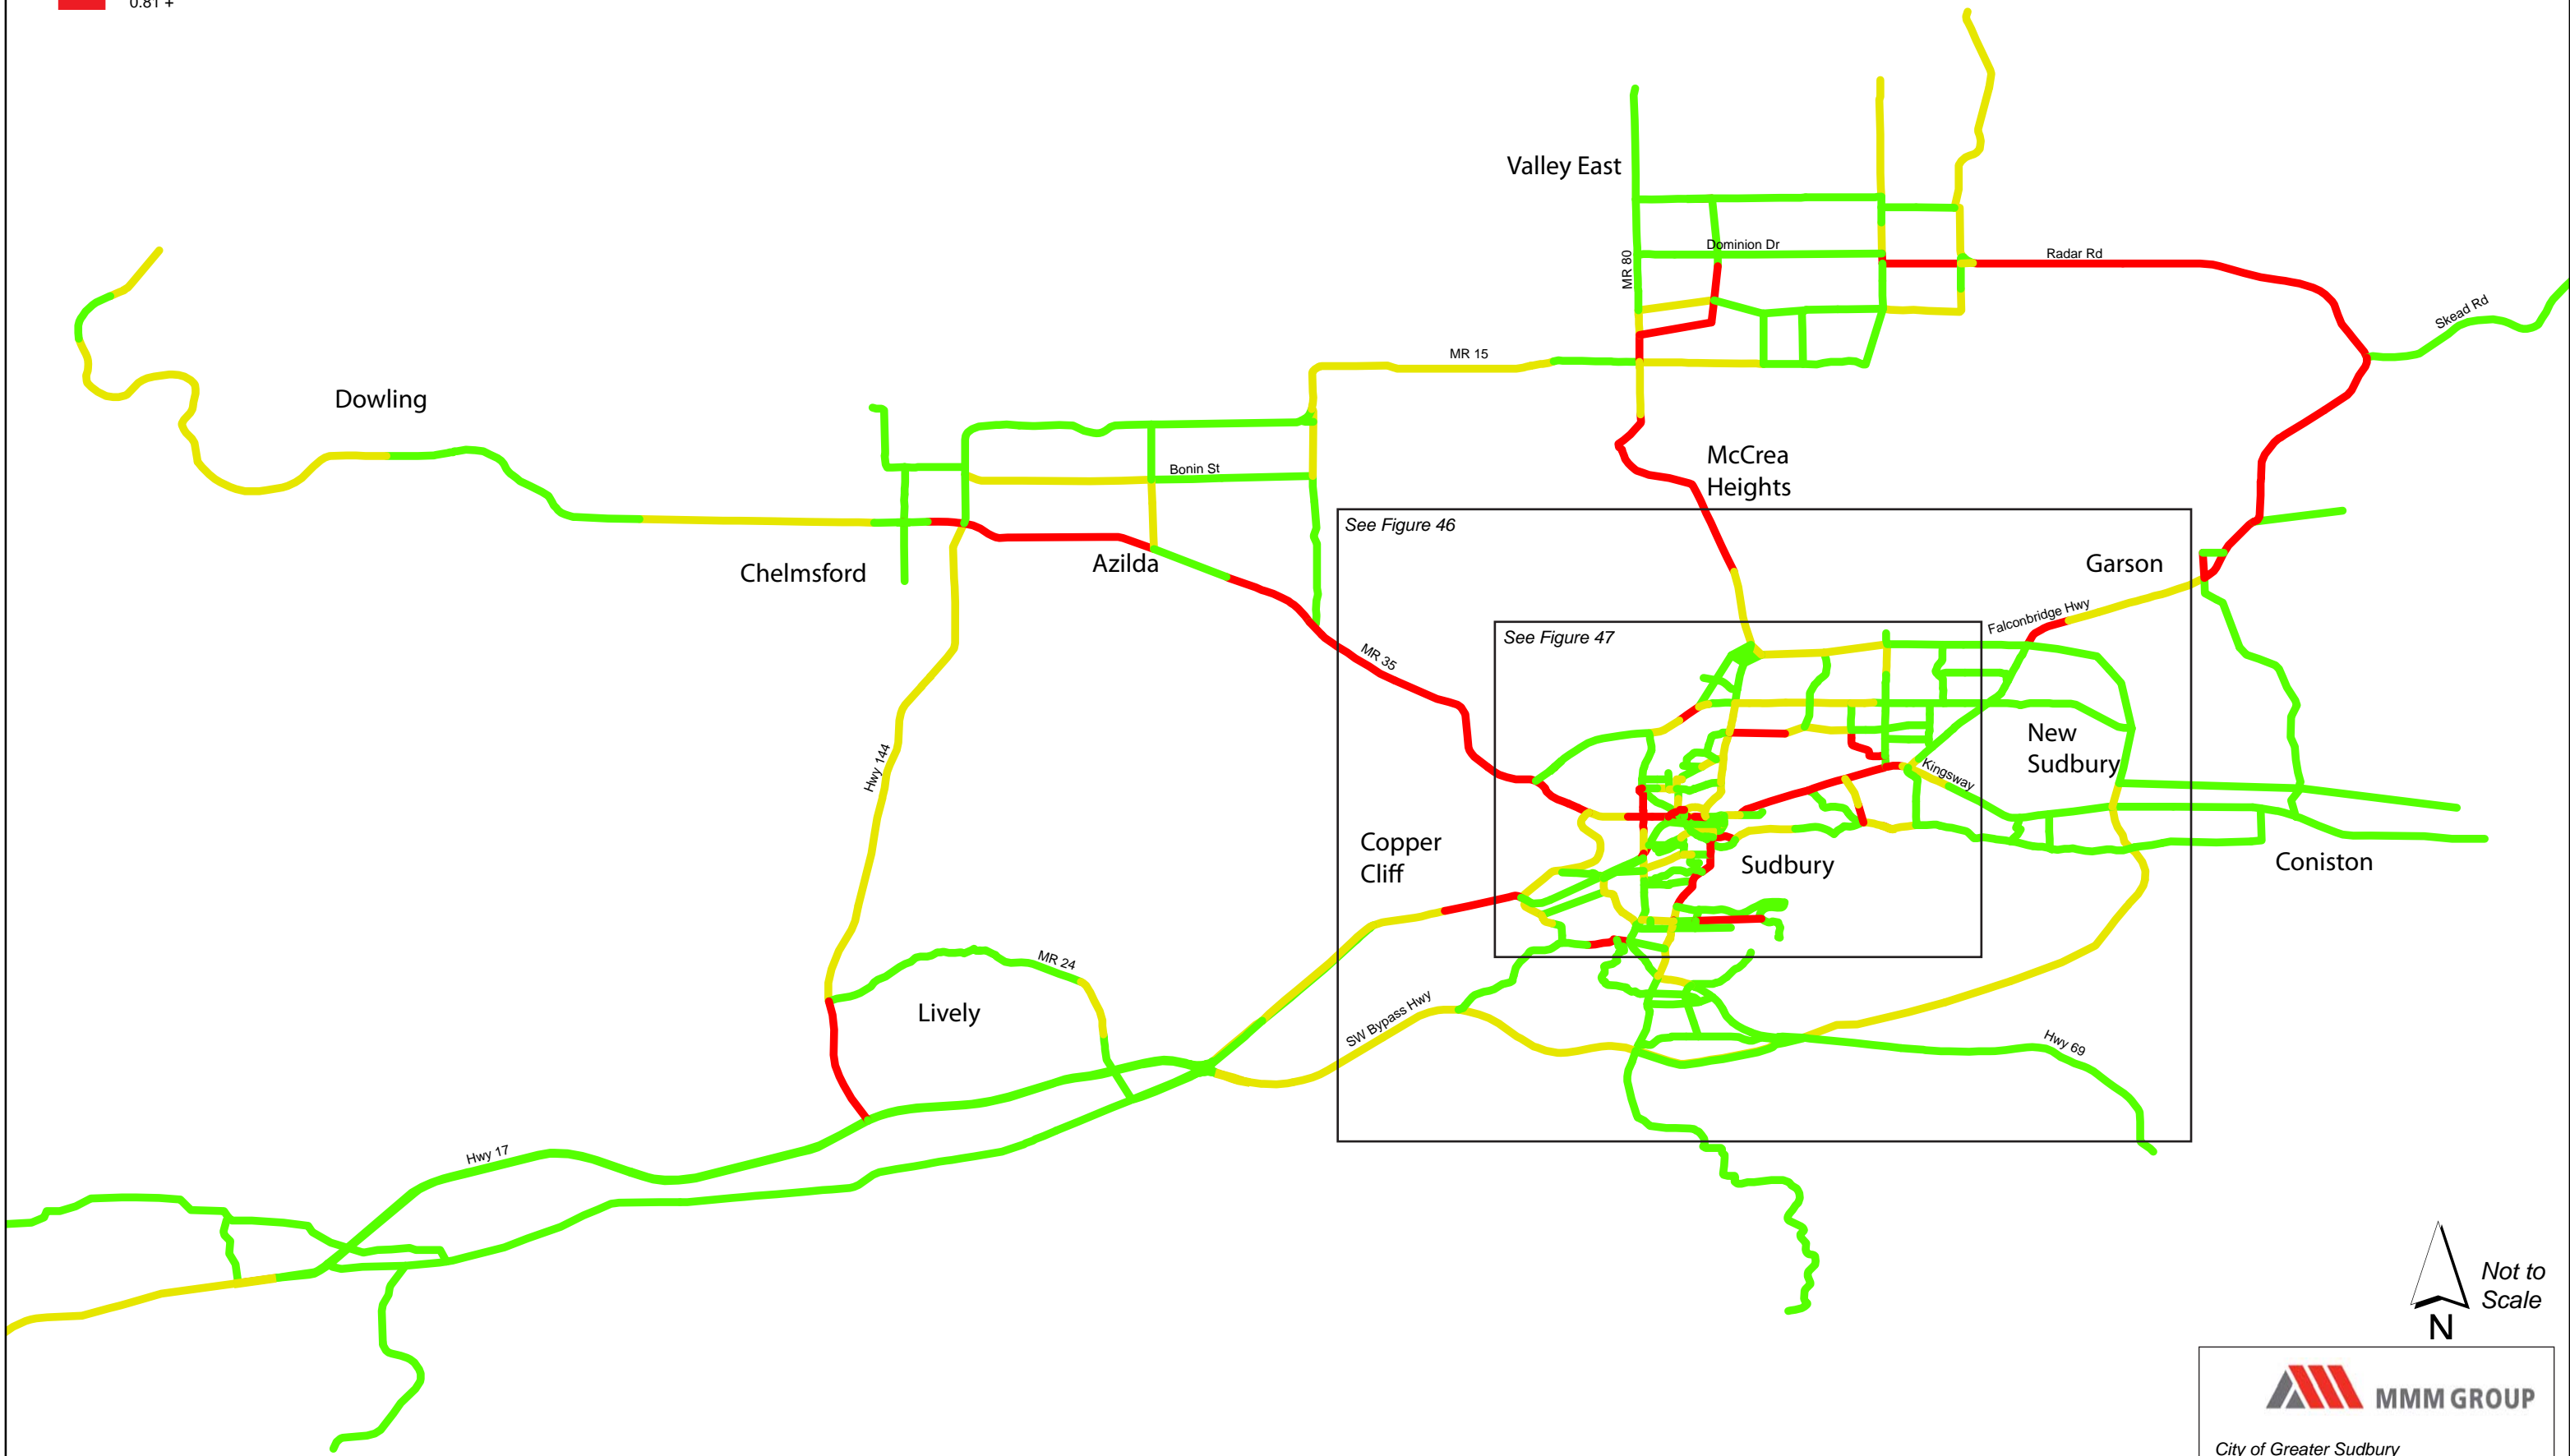 0.81 +
Valley East
Dominion Dr
MR 80
Radar Rd
Skead Rd
MR 15
Dowling
McCrea
Heights
Bonin St
See Figure 46
Chelmsford
Azilda
Garson
Falconbridge Hwy
See Figure 47
MR 35
New
Sudbury
Kingsway
Hwy 144
Copper
Cliff
Sudbury
Coniston
MR 24
Lively
SW Bypass Hwy
Hwy 69
Hwy 17
Not to
Scale
N
MMM GROUP
City of Greater Sudbury